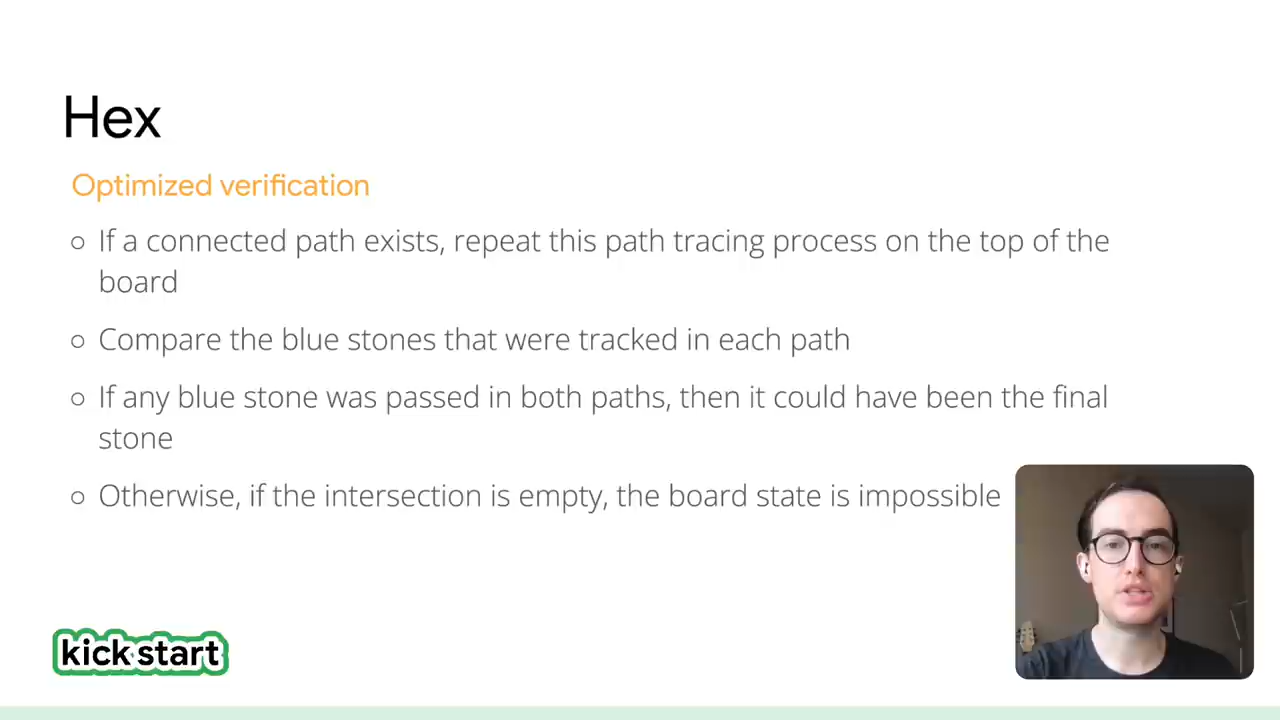 Hex
Optimized verification
If a connected path exists, repeat this path tracing process on the top of the
board
Compare the blue stones that were tracked in each path
If any blue stone was passed in both paths, then it could have been the final
stone
Otherwise, if the intersection is empty, the board state is impossible
kick start